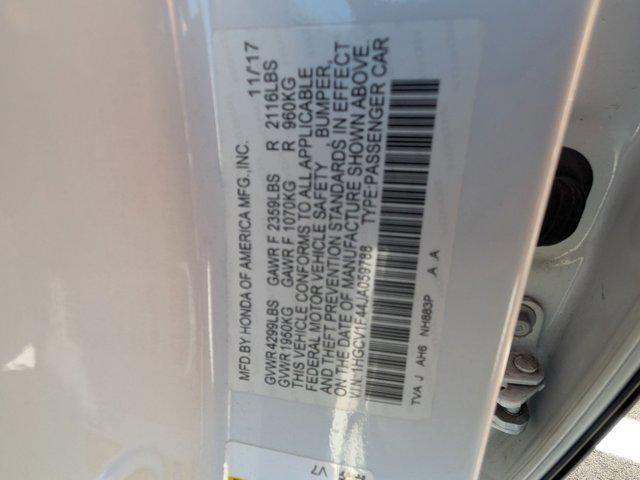 MFD BY HONDA OF AMERICA MFG.,INC. 11/17
GVWR 4299LBS GAWR F 2359LBS R 2116LBS
GVWR 1950KG GAWR F 1070KG R 960KG
THIS VEHICLE CONFORMS TO ALL APPLICABLE
FEDERAL MOTOR VEHICLE SAFETY , BUMPER,
AND THEFT PREVENTION STANDARDS IN EFFECT
ON THE DATE OF MANUFACTURE SHOWN ABOVE.
V.I.N. 1HGCV1F44JA059788 TYPE:PASSENGER CAR
TVA J AH6 NH883P A .A
V7